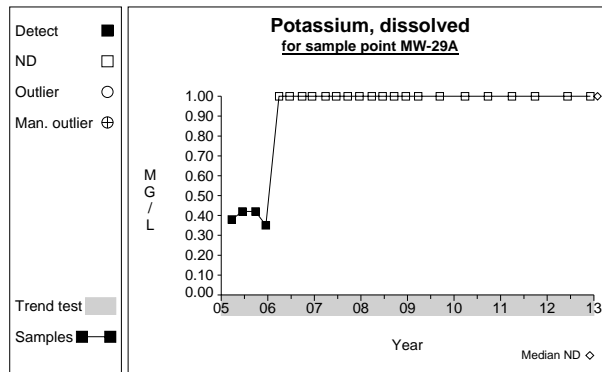 Detect
ND
Outlier
Man. outlier
Trend test
Samples
Potassium, dissolved
for sample point MW-29A
M
G
/
L
1.00
0.90
0.80
0.70
0.60
0.50
0.40
0.30
0.20
0.10
0.00
05 06 07 08 09 10 11 12 13
Year
Median ND